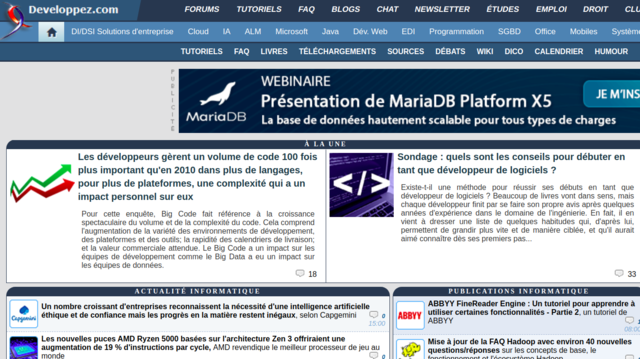 Developpez.com
FORUMS TUTORIELS FAQ BLOGS CHAT NEWSLETTER ÉTUDES EMPLOI DROIT
DI/DSI Solutions d'entreprise Cloud IA ALM Microsoft Java Dév. Web EDI Programmation SGBD Office Mobiles
TUTORIELS FAQ LIVRES TÉLÉCHARGEMENTS SOURCES DÉBATS WIKI DICO CALENDRIER HUMOUR
PUBLICITÉ
WEBINAIRE
Présentation de MariaDB Platform X5
La base de données hautement scalable pour tous types de charges
MariaDB
JE M'INS
À LA UNE
Les développeurs gèrent un volume de code 100 fois
plus important qu'en 2010 dans plus de langages,
pour plus de plateformes, une complexité qui a un
impact personnel sur eux
Pour cette enquête, Big Code fait référence à la croissance
spectaculaire du volume et de la complexité du code. Cela comprend
l'augmentation de la variété des environnements de développement,
des plateformes et des outils; la rapidité des calendriers de livraison;
et la valeur commerciale attendue. Le Big Code a un impact sur les
équipes de développement comme le Big Data a eu un impact sur
les équipes de données.
18
</>
Sondage : quels sont les conseils pour débuter en
tant que développeur de logiciels ?
Existe-t-il une méthode pour réussir ses débuts en tant que
développeur de logiciels ? Beaucoup de livres vont dans sens, mais
chaque développeur finit par se faire son propre avis après quelques
années d'expérience dans le domaine de l'ingénierie. En fait, il en
vient à dresser une liste de quelques habitudes qui, d'après lui,
permettent de grandir plus vite et de manière ciblée, et qu'il aurait
aimé connaître dès ses premiers pas...
33
ACTUALITÉ INFORMATIQUE
Capgemini
Un nombre croissant d'entreprises reconnaissent la nécessité d'une intelligence artificielle
éthique et de confiance mais les progrès en la matière restent inégaux, selon Capgemini
0
15:00
Les nouvelles puces AMD Ryzen 5000 basées sur l'architecture Zen 3 offriraient une
augmentation de 19 % d'instructions par cycle, AMD revendique le meilleur processeur de jeu au
monde
0
PUBLICATIONS INFORMATIQUE
ABBYY
ABBYY FineReader Engine : Un tutoriel pour apprendre à
utiliser certaines fonctionnalités - Partie 2, un tutoriel de
ABBYY
Mise à jour de la FAQ Hadoop avec environ 40 nouvelles
questions/réponses sur les concepts de base, le